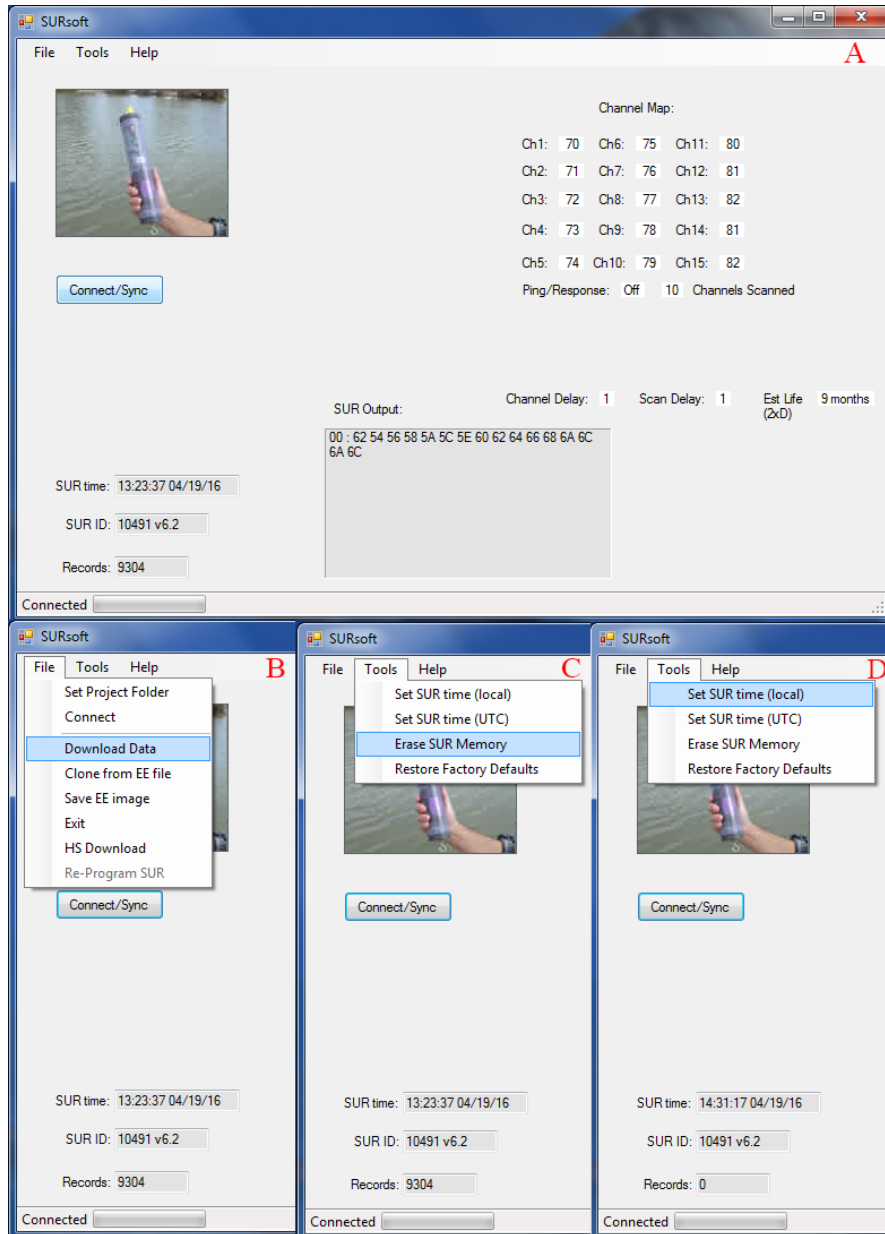 SURsoft
File Tools Help
A
Channel Map:
Ch1: 70 Ch6: 75 Ch11: 80
Ch2: 71 Ch7: 76 Ch12: 81
Ch3: 72 Ch8: 77 Ch13: 82
Ch4: 73 Ch9: 78 Ch14: 81
Ch5: 74 Ch10: 79 Ch15: 82
Connect/Sync
Ping/Response: Off 10 Channels Scanned
Channel Delay: 1 Scan Delay: 1 Est Life 9 months
(2xD)
SUR Output:
00 : 62 54 56 58 5A 5C 5E 60 62 64 66 68 6A 6C
6A 6C
SUR time: 13:23:37 04/19/16
SUR ID: 10491 v6.2
Records: 9304
Connected
SURsoft
File Tools Help
B
Set Project Folder
Connect
Download Data
Clone from EE file
Save EE image
Exit
HS Download
Re-Program SUR
Connect/Sync
SUR time: 13:23:37 04/19/16
SUR ID: 10491 v6.2
Records: 9304
Connected
SURsoft
File Tools Help
C
Set SUR time (local)
Set SUR time (UTC)
Erase SUR Memory
Restore Factory Defaults
Connect/Sync
SUR time: 13:23:37 04/19/16
SUR ID: 10491 v6.2
Records: 9304
Connected
SURsoft
File Tools Help
D
Set SUR time (local)
Set SUR time (UTC)
Erase SUR Memory
Restore Factory Defaults
Connect/Sync
SUR time: 14:31:17 04/19/16
SUR ID: 10491 v6.2
Records: 0
Connected